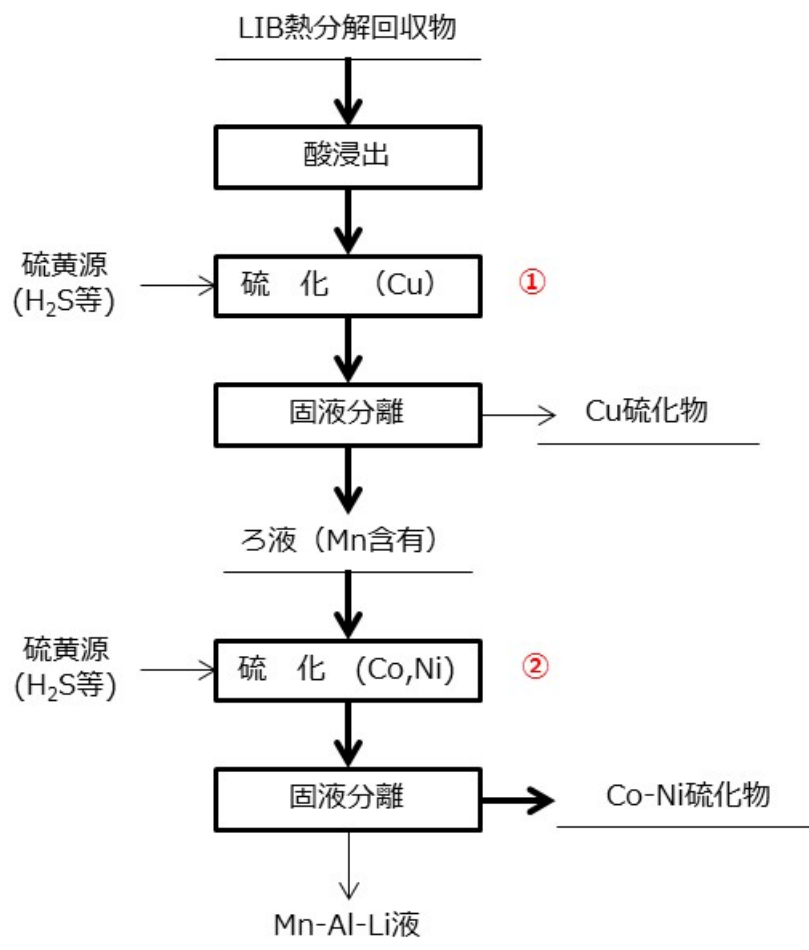 LIB熱分解回収物
酸浸出
硫黄源
(H₂S等)
硫 化 （Cu） ①
固液分離
Cu硫化物
ろ液（Mn含有）
硫黄源
(H₂S等)
硫 化 (Co,Ni) ②
固液分離
Co-Ni硫化物
Mn-Al-Li液